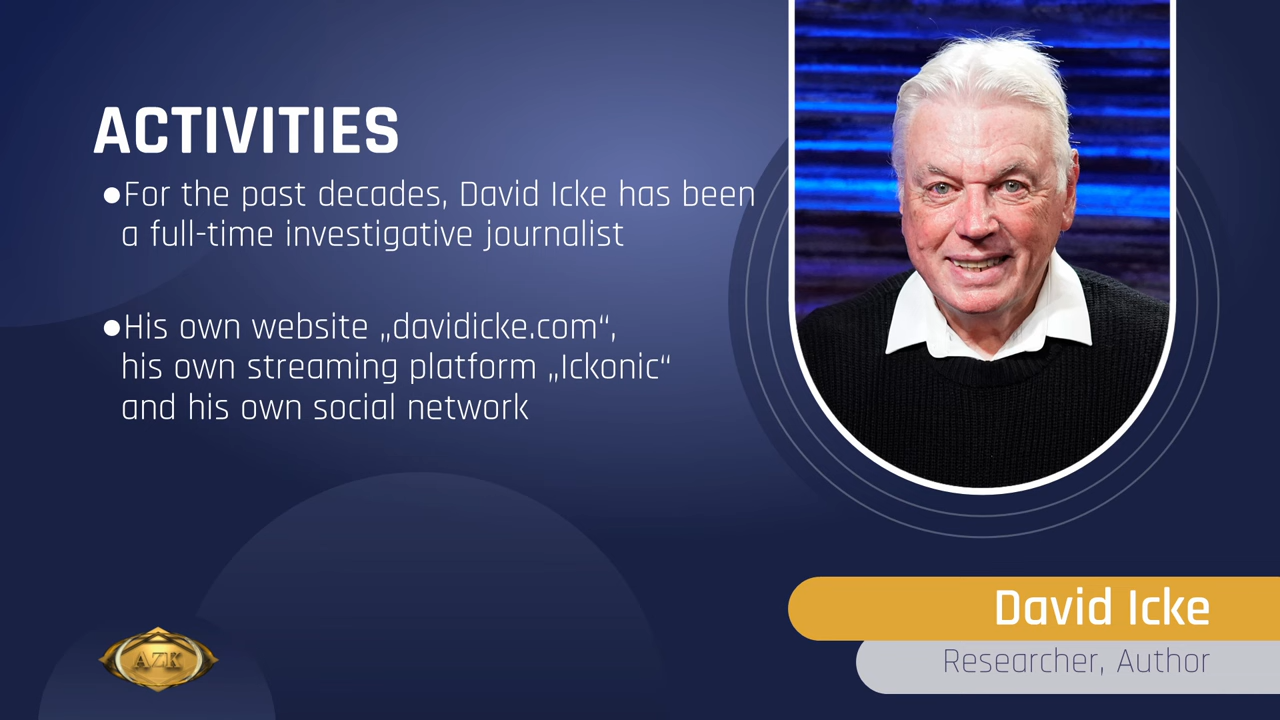 ACTIVITIES
●For the past decades, David Icke has been
a full-time investigative journalist
●His own website „davidicke.com“,
his own streaming platform „Ickonic“
and his own social network
David Icke
Researcher, Author
AZK